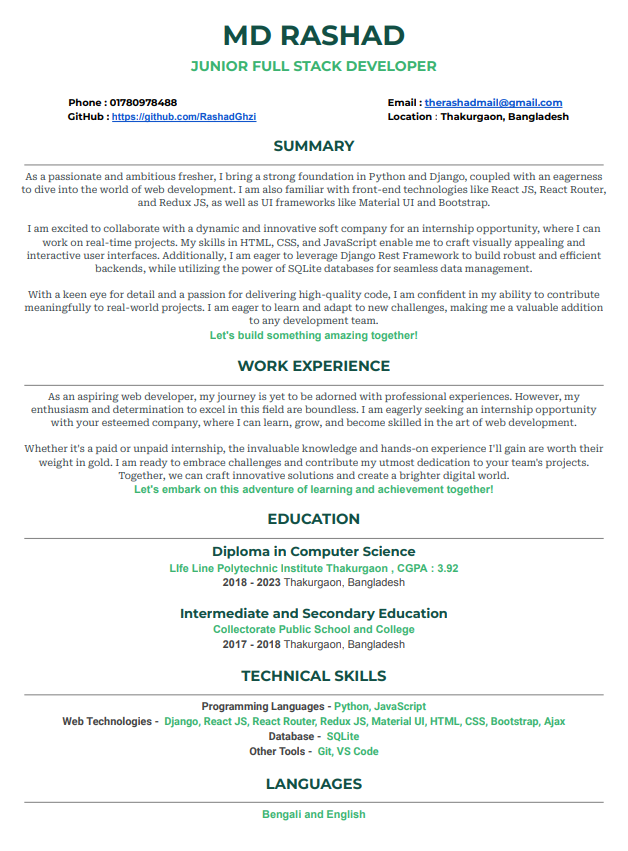 MD RASHAD
JUNIOR FULL STACK DEVELOPER
Phone : 01780978488
Email : therashadmail@gmail.com
GitHub : https://github.com/RashadGhzi
Location : Thakurgaon, Bangladesh
SUMMARY
As a passionate and ambitious fresher, I bring a strong foundation in Python and Django, coupled with an eagerness
to dive into the world of web development. I am also familiar with front-end technologies like React JS, React Router,
and Redux JS, as well as UI frameworks like Material UI and Bootstrap.
I am excited to collaborate with a dynamic and innovative soft company for an internship opportunity, where I can
work on real-time projects. My skills in HTML, CSS, and JavaScript enable me to craft visually appealing and
interactive user interfaces. Additionally, I am eager to leverage Django Rest Framework to build robust and efficient
backends, while utilizing the power of SQLite databases for seamless data management.
With a keen eye for detail and a passion for delivering high-quality code, I am confident in my ability to contribute
meaningfully to real-world projects. I am eager to learn and adapt to new challenges, making me a valuable addition
to any development team.
Let's build something amazing together!
WORK EXPERIENCE
As an aspiring web developer, my journey is yet to be adorned with professional experiences. However, my
enthusiasm and determination to excel in this field are boundless. I am eagerly seeking an internship opportunity
with your esteemed company, where I can learn, grow, and become skilled in the art of web development.
Whether it's a paid or unpaid internship, the invaluable knowledge and hands-on experience I'll gain are worth their
weight in gold. I am ready to embrace challenges and contribute my utmost dedication to your team's projects.
Together, we can craft innovative solutions and create a brighter digital world.
Let's embark on this adventure of learning and achievement together!
EDUCATION
Diploma in Computer Science
LIfe Line Polytechnic Institute Thakurgaon , CGPA : 3.92
2018 - 2023 Thakurgaon, Bangladesh
Intermediate and Secondary Education
Collectorate Public School and College
2017 - 2018 Thakurgaon, Bangladesh
TECHNICAL SKILLS
Programming Languages - Python, JavaScript
Web Technologies - Django, React JS, React Router, Redux JS, Material UI, HTML, CSS, Bootstrap, Ajax
Database - SQLite
Other Tools - Git, VS Code
LANGUAGES
Bengali and English